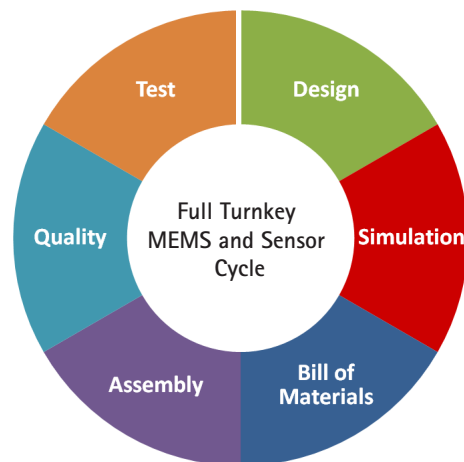 Test
Design
Quality
Full Turnkey
MEMS and Sensor
Cycle
Simulation
Assembly
Bill of
Materials